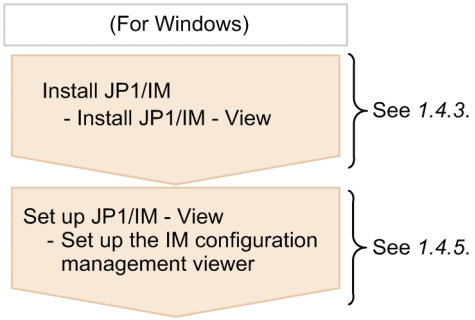 (For Windows)
Install JP1/IM
- Install JP1/IM - View
See 1.4.3.
Set up JP1/IM - View
- Set up the IM configuration
management viewer
See 1.4.5.